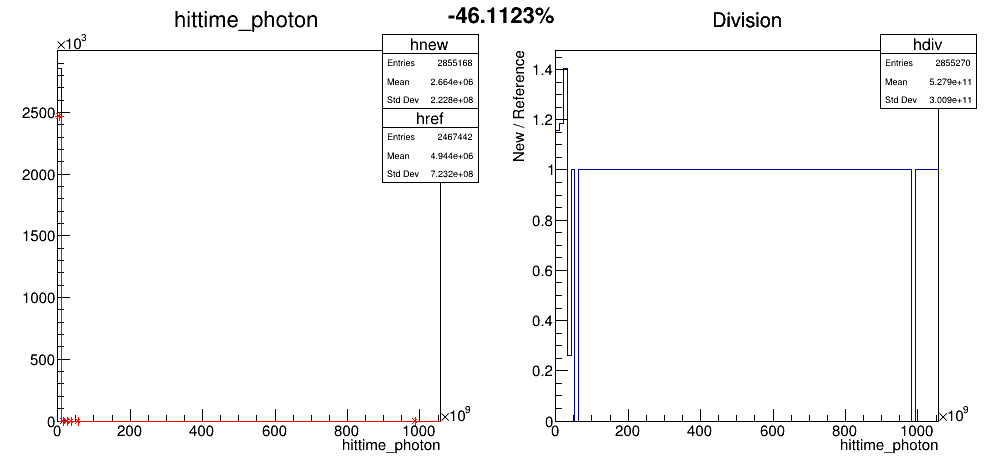 -46.1123%
hittime_photon
×10³
hnew
Entries 2855168
Mean 2.664e+06
Std Dev 2.228e+08
href
Entries 2467442
Mean 4.944e+06
Std Dev 7.232e+08
2500
2000
1500
1000
500
0
0 200 400 600 800 1000
×10⁹
hittime_photon
Division
hdiv
Entries 2855270
Mean 5.279e+11
Std Dev 3.009e+11
New / Reference
1.4
1.2
1
0.8
0.6
0.4
0.2
0
0 200 400 600 800 1000
×10⁹
hittime_photon